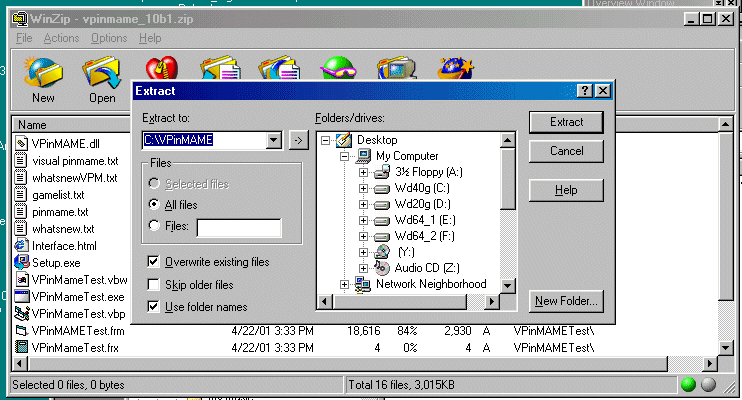 Overview Window
WinZip - vpinmame_10b1.zip
File Actions Options Help
New Open
Extract
Extract to:
C:\VPinMAME
Folders/drives:
Extract
Cancel
Help
New Folder...
Files
Selected files
All files
Files:
Overwrite existing files
Skip older files
Use folder names
Desktop
My Computer
3½ Floppy (A:)
Wd40g (C:)
Wd20g (D:)
Wd64_1 (E:)
Wd64_2 (F:)
(Y:)
Audio CD (Z:)
Network Neighborhood
Name
VPinMAME.dll
visual pinmame.txt
whatsnewVPM.txt
gamelist.txt
pinmame.txt
whatsnew.txt
Interface.html
Setup.exe
VPinMameTest.vbw
VPinMameTest.exe
VPinMameTest.vbp
VPinMAMETest.frm 4/22/01 3:33 PM 18,616 84% 2,930 A VPinMAMETest\
VPinMameTest.frx 4/22/01 3:33 PM 4 0% 4 A VPinMAMETest\
Selected 0 files, 0 bytes
Total 16 files, 3,015KB